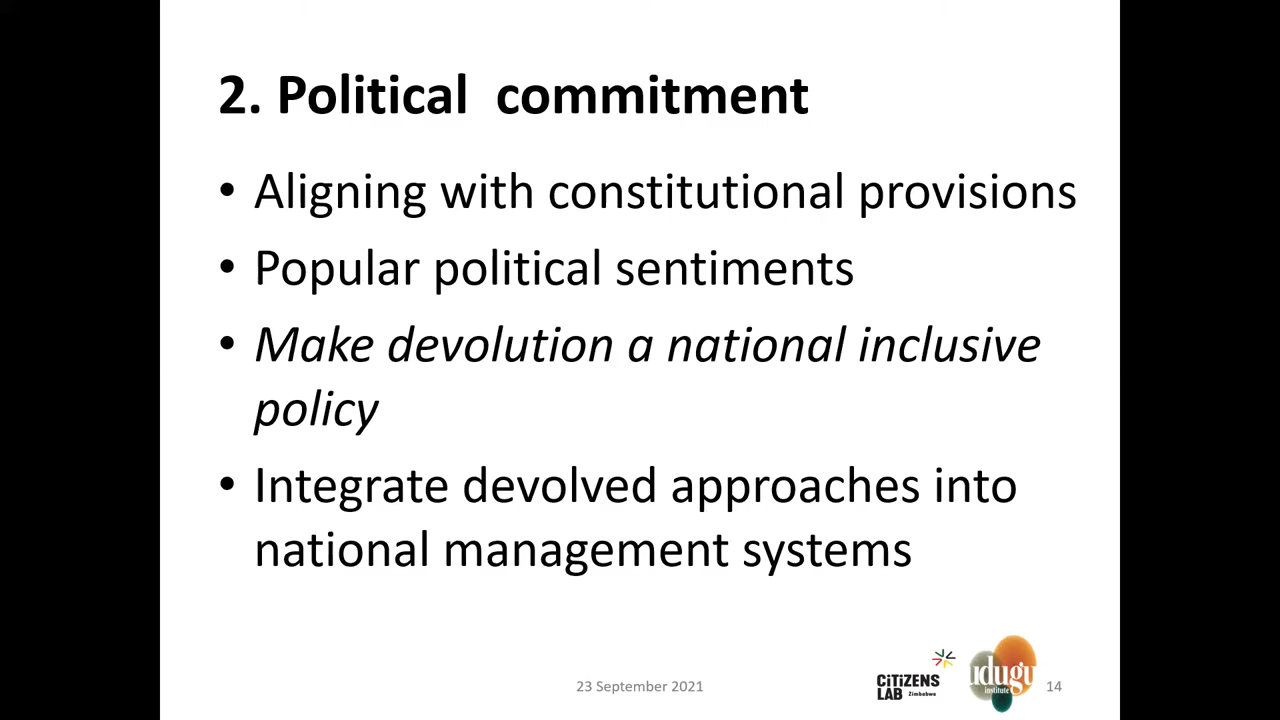 2. Political commitment
• Aligning with constitutional provisions
• Popular political sentiments
• Make devolution a national inclusive
policy
• Integrate devolved approaches into
national management systems
23 September 2021
CiTiZENS
LAB Zimbabwe
udugu
institute
14